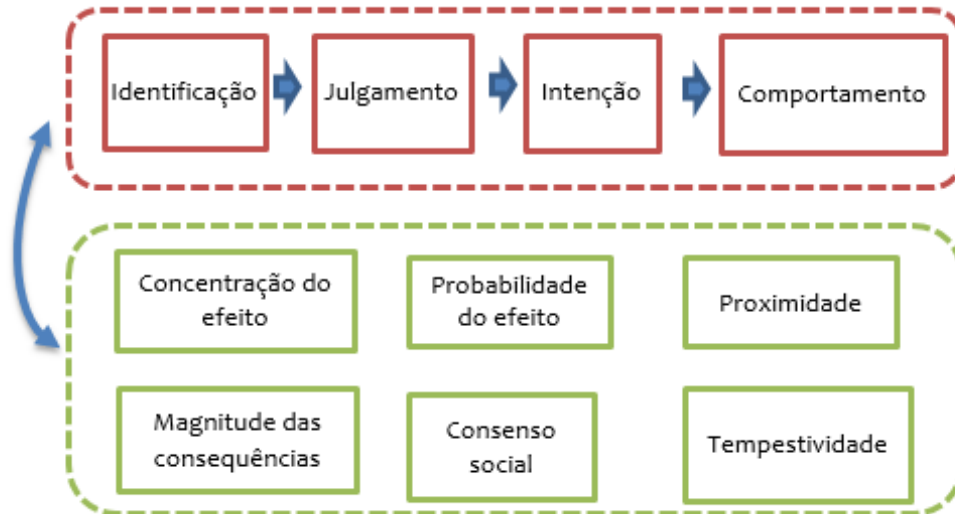 Identificação
Julgamento
Intenção
Comportamento
Concentração do
efeito
Probabilidade
do efeito
Proximidade
Magnitude das
consequências
Consenso
social
Tempestividade